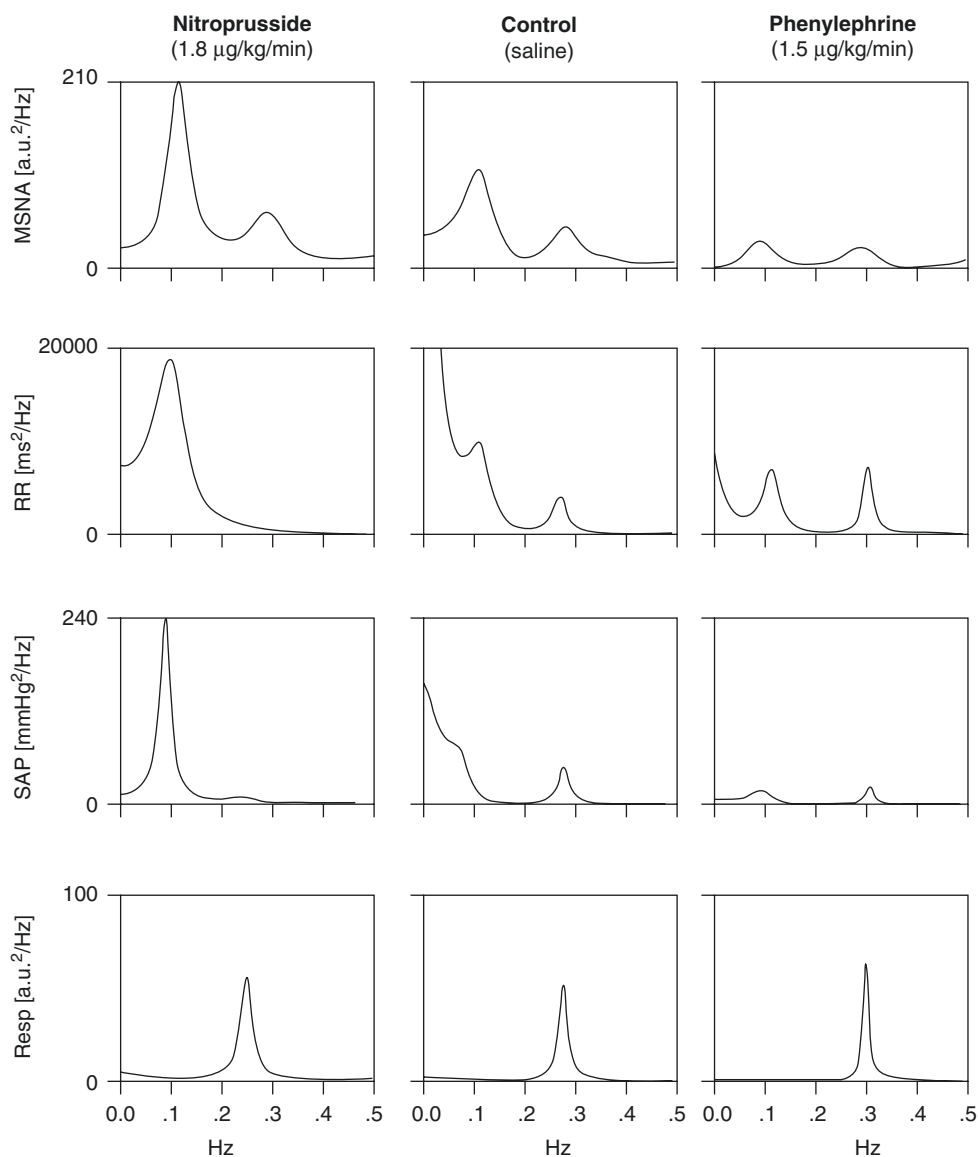 Nitroprusside
(1.8 μg/kg/min)
Control
(saline)
Phenylephrine
(1.5 μg/kg/min)
MSNA [a.u.²/Hz]
210
0
RR [ms²/Hz]
20000
0
SAP [mmHg²/Hz]
240
0
Resp [a.u.²/Hz]
100
0
0.0 .1 .2 .3 .4 .5
0.0 .1 .2 .3 .4 .5
0.0 .1 .2 .3 .4 .5
Hz
Hz
Hz